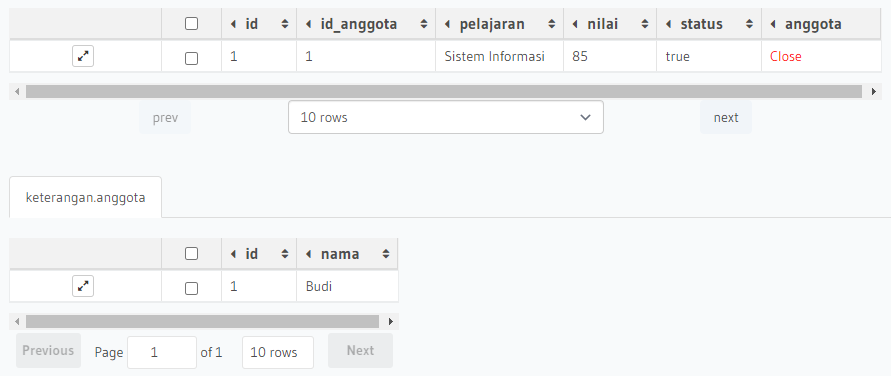 id id_anggota pelajaran nilai status anggota
1 1 Sistem Informasi 85 true Close
prev 10 rows next
keterangan.anggota
id nama
1 Budi
Previous Page 1 of 1 10 rows Next